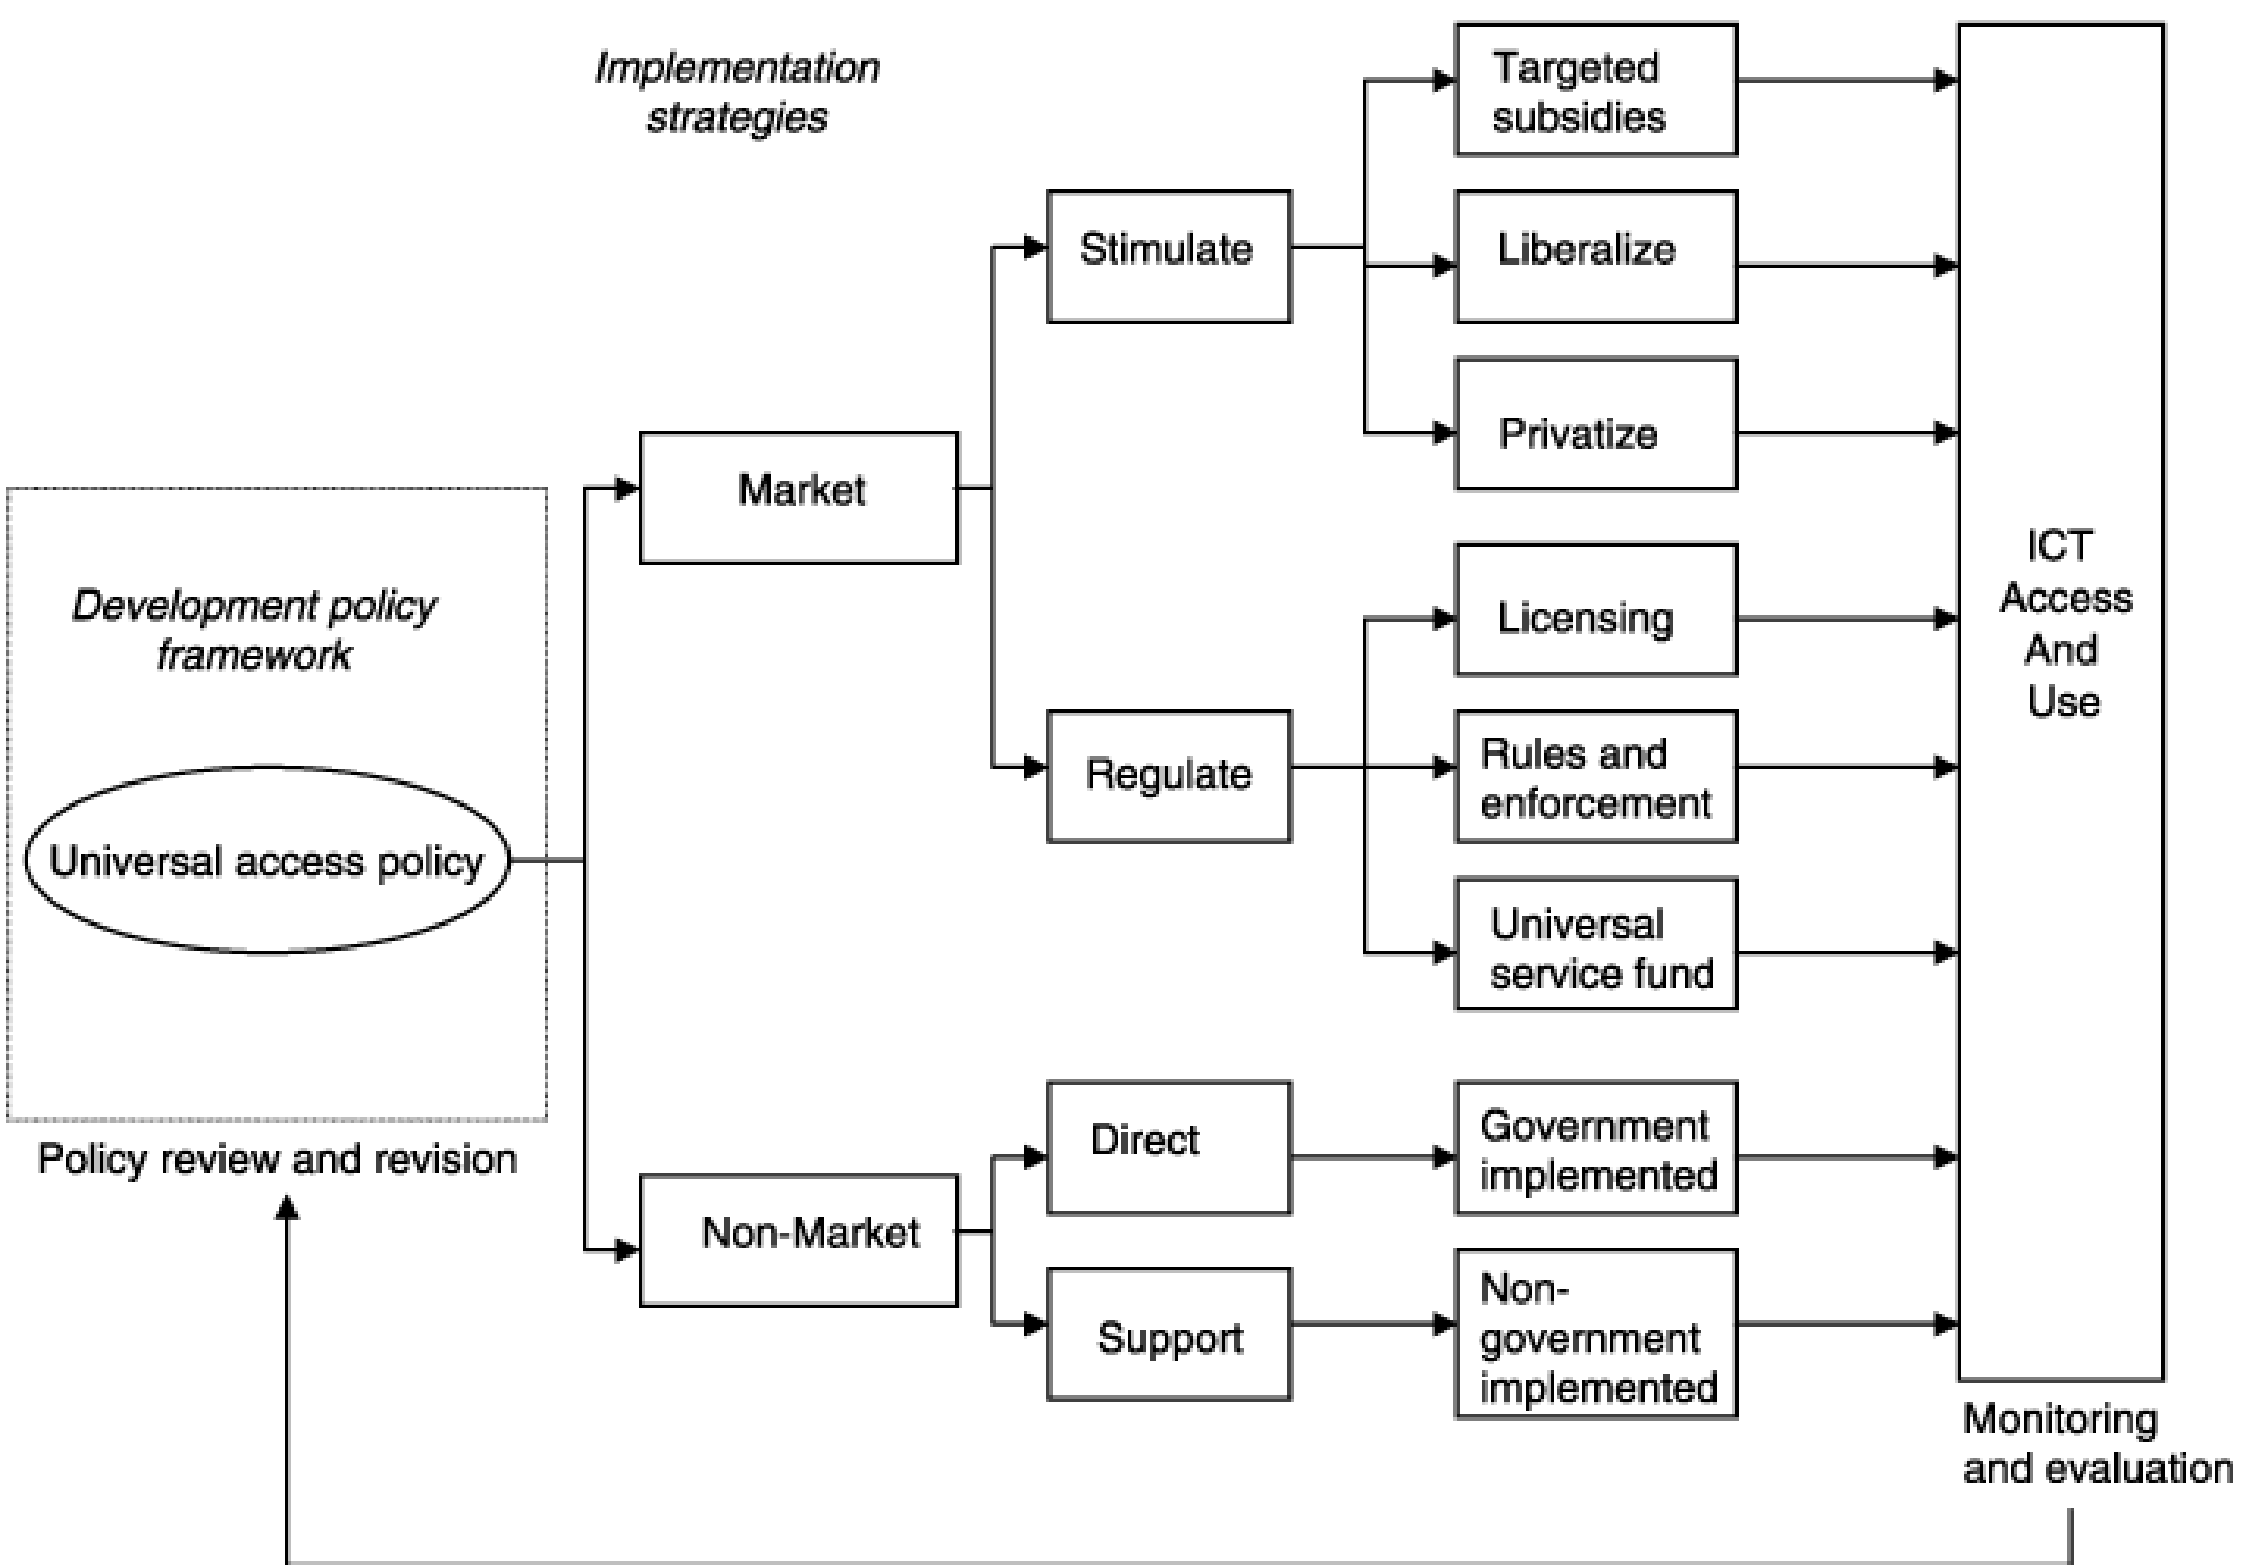 Implementation
strategies
Targeted
subsidies
Stimulate
Liberalize
Privatize
Market
Development policy
framework
Universal access policy
Licensing
Regulate
Rules and
enforcement
Universal
service fund
ICT
Access
And
Use
Policy review and revision
Non-Market
Direct
Government
implemented
Support
Non-
government
implemented
Monitoring
and evaluation